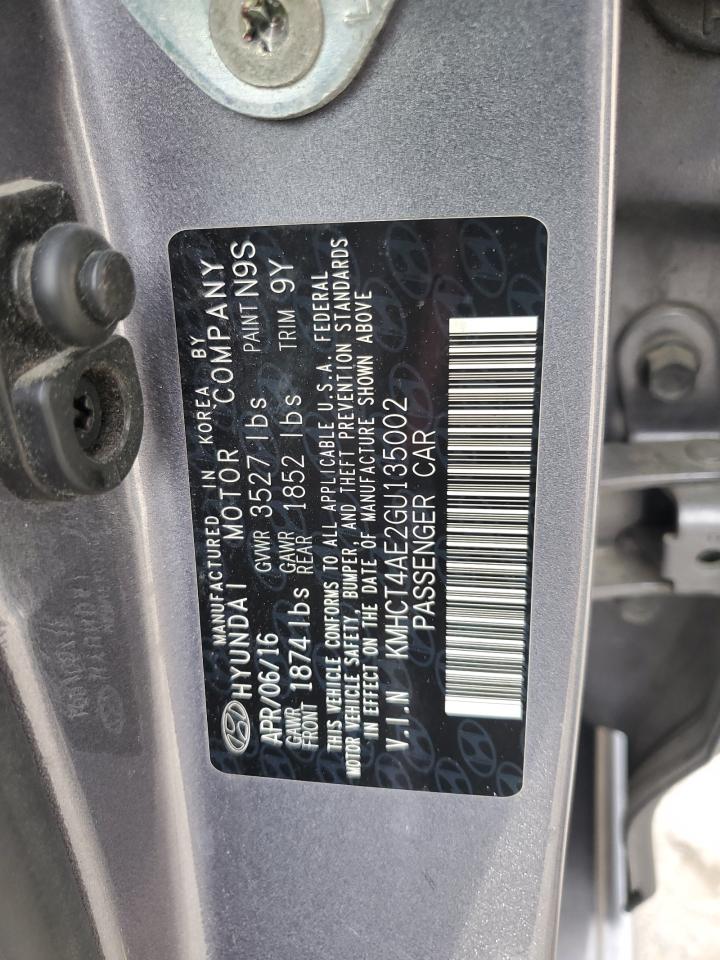 MANUFACTURED IN KOREA BY
HYUNDAI MOTOR COMPANY
APR/06/16 GVWR 3527 lbs PAINT N9S
GAWR FRONT 1874 lbs GAWR REAR 1852 lbs TRIM 9Y
THIS VEHICLE CONFORMS TO ALL APPLICABLE U.S.A. FEDERAL
MOTOR VEHICLE SAFETY, BUMPER, AND THEFT PREVENTION STANDARDS
IN EFFECT ON THE DATE OF MANUFACTURE SHOWN ABOVE
V.I.N KMHCT4AE2GU135002
PASSENGER CAR